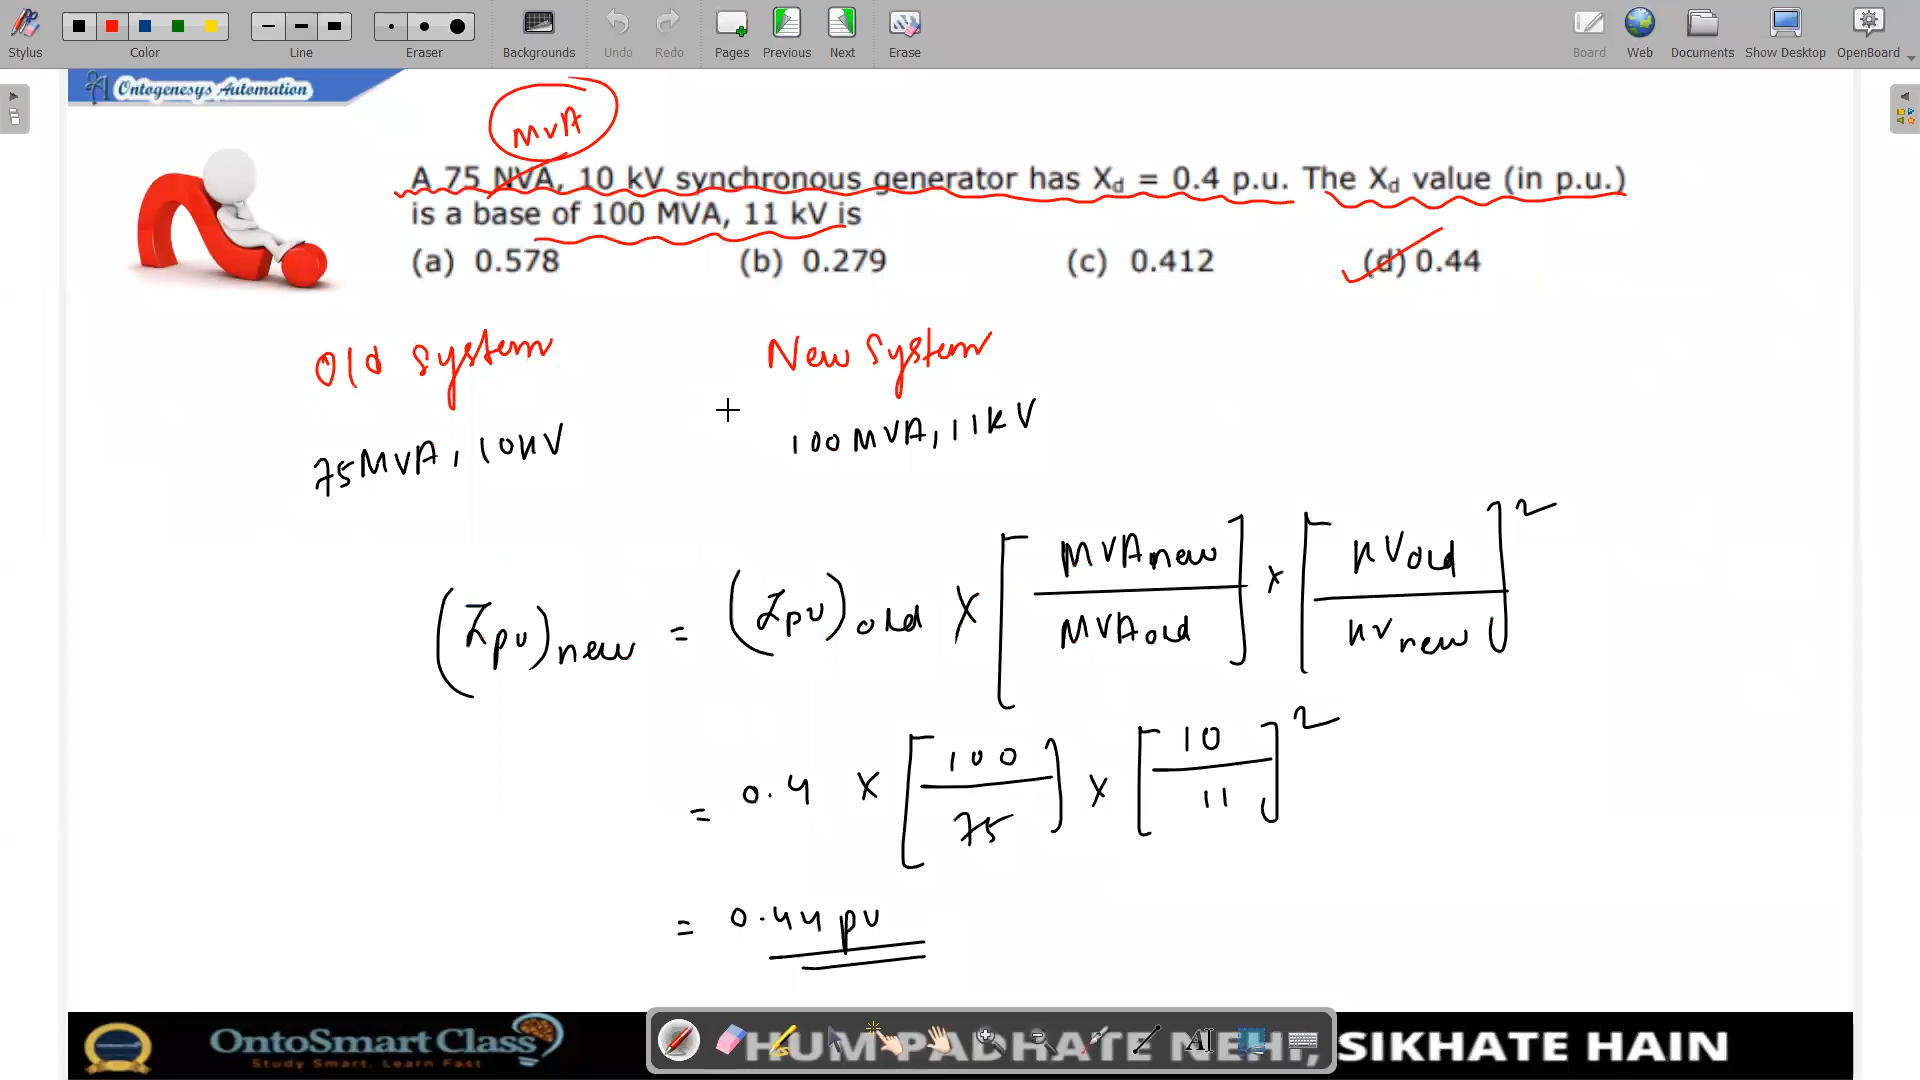 Stylus Color Line Eraser Backgrounds Undo Redo Pages Previous Next Erase Board Web Documents Show Desktop OpenBoard
Ontogenesys Automation
MVA
A 75 NVA, 10 kV synchronous generator has Xd = 0.4 p.u. The Xd value (in p.u.)
is a base of 100 MVA, 11 kV is
(a) 0.578 (b) 0.279 (c) 0.412 (d) 0.44
Old System New System
75MVA, 10KV 100MVA, 11KV
(Zpu)new = (Zpu)old X [MVAnew / MVAold] x [KVold / KVnew]²
= 0.4 X [100 / 75] x [10 / 11]²
= 0.44 pu
OntoSmart Class
Study Smart, Learn Fast
HUM PADHATE NEHI, SIKHATE HAIN